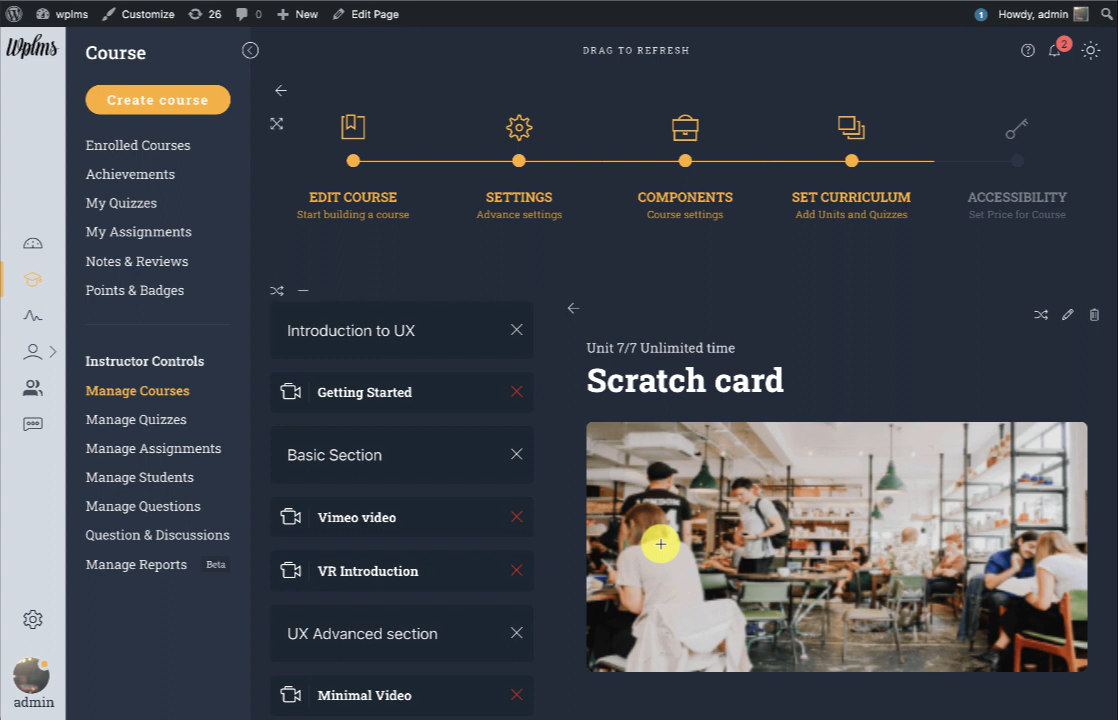 wplms
Customize
26
0
New
Edit Page
1
Howdy, admin
Wplms
Course
DRAG TO REFRESH
2
Create course
Enrolled Courses
Achievements
My Quizzes
My Assignments
Notes & Reviews
Points & Badges
Instructor Controls
Manage Courses
Manage Quizzes
Manage Assignments
Manage Students
Manage Questions
Question & Discussions
Manage Reports Beta
admin
EDIT COURSE
Start building a course
SETTINGS
Advance settings
COMPONENTS
Course settings
SET CURRICULUM
Add Units and Quizzes
ACCESSIBILITY
Set Price for Course
Introduction to UX
Getting Started
Basic Section
Vimeo video
VR Introduction
UX Advanced section
Minimal Video
Unit 7/7 Unlimited time
Scratch card
LONDON